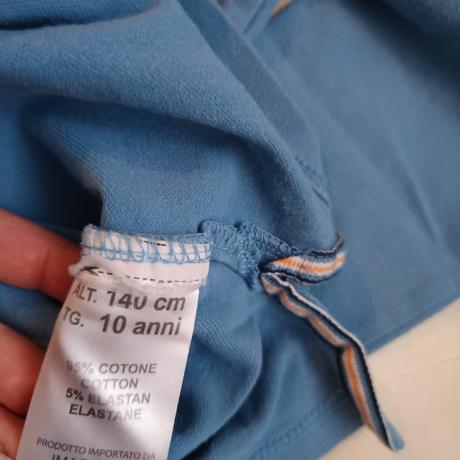 ALT. 140 cm
TG. 10 anni
95% COTONE
COTTON
5% ELASTAN
ELASTANE
PRODOTTO IMPORTATO DA